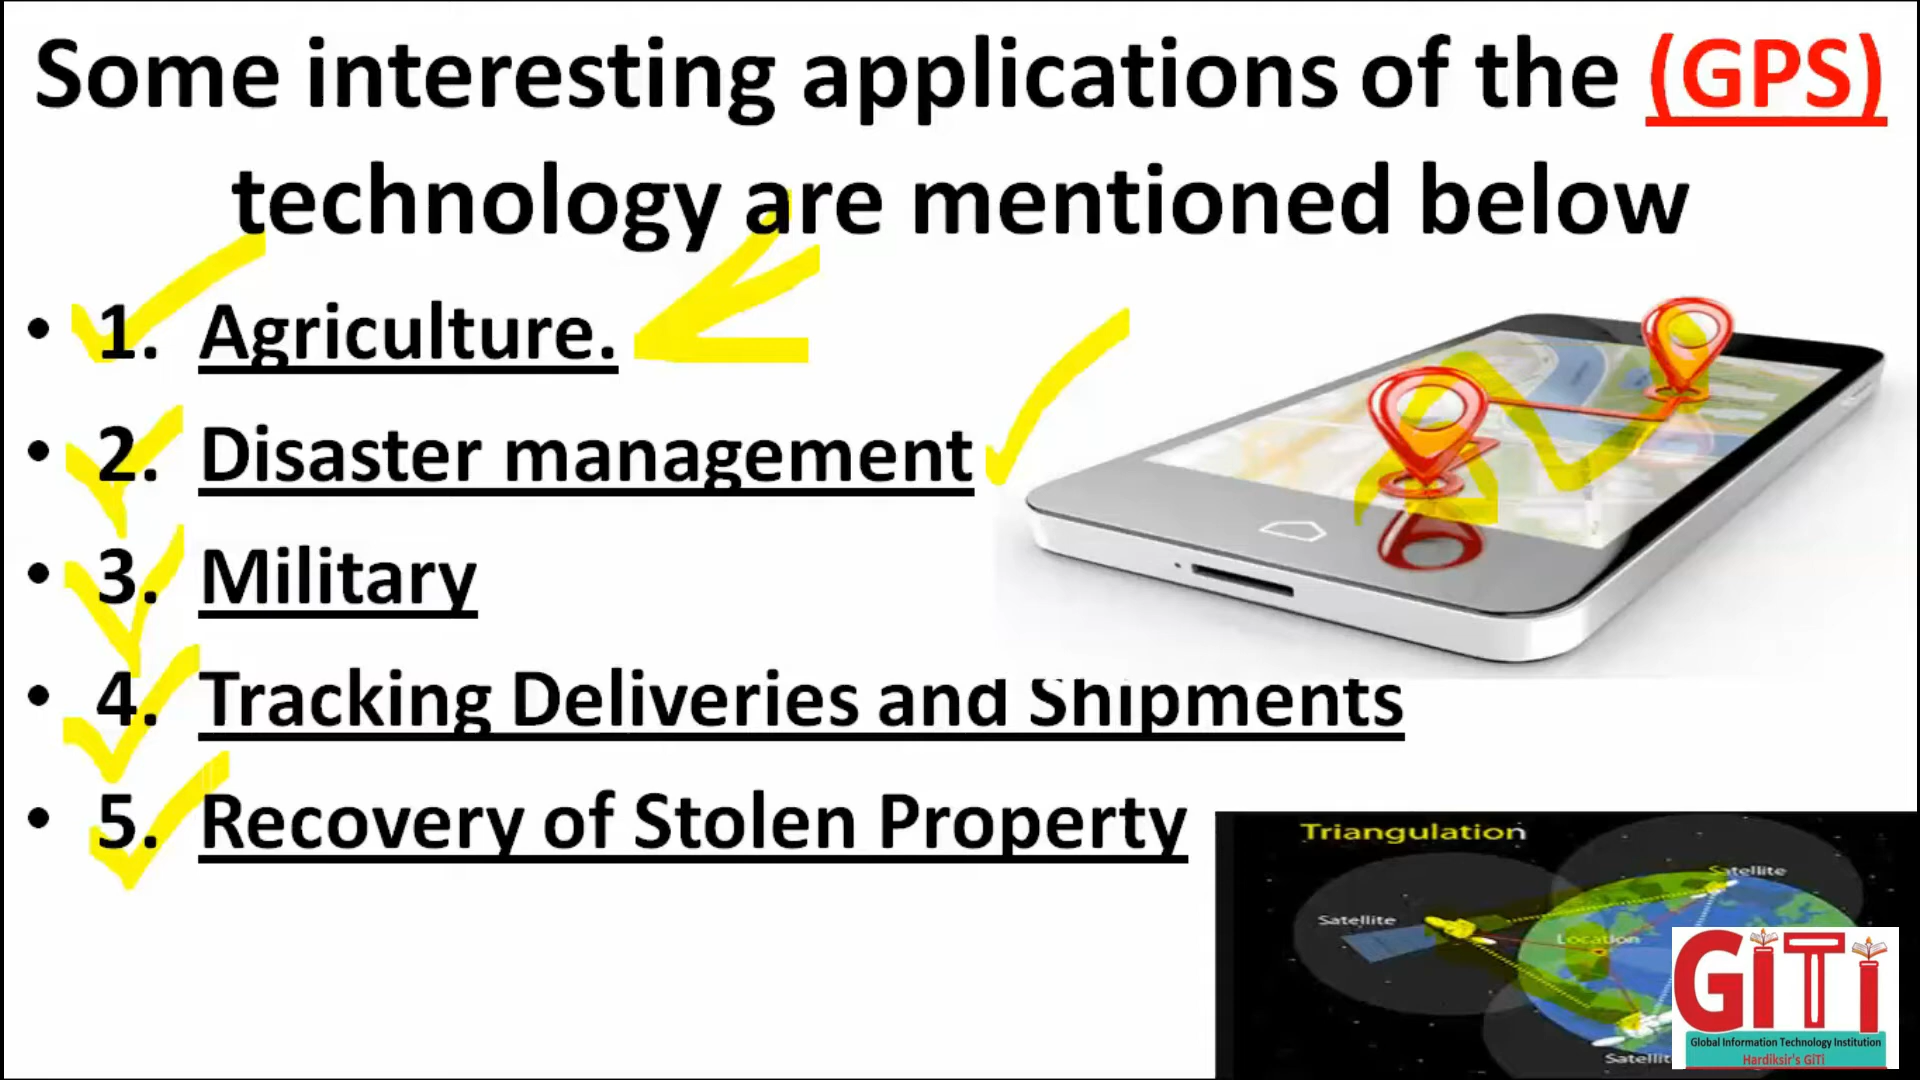 Some interesting applications of the (GPS)
technology are mentioned below
• 1. Agriculture.
• 2. Disaster management
• 3. Military
• 4. Tracking Deliveries and Shipments
• 5. Recovery of Stolen Property
Triangulation
Satellite
Satellite
Location
GiTi
Global Information Technology Institution
Hardiksir's GiTi